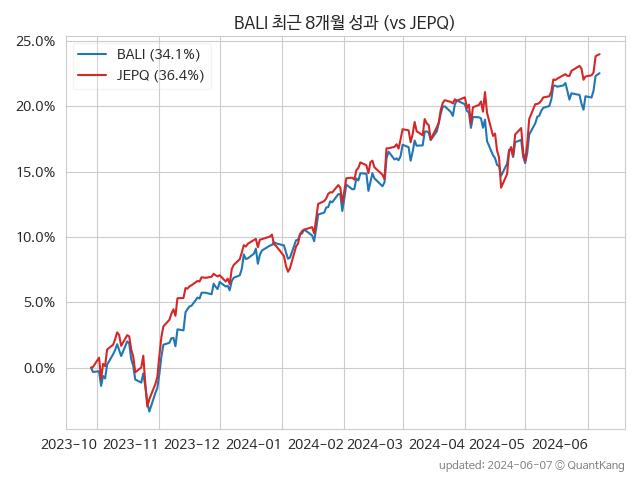 BALI 최근 8개월 성과 (vs JEPQ)
BALI (34.1%)
JEPQ (36.4%)
25.0%
20.0%
15.0%
10.0%
5.0%
0.0%
2023-10 2023-11 2023-12 2024-01 2024-02 2024-03 2024-04 2024-05 2024-06
updated: 2024-06-07 © QuantKang